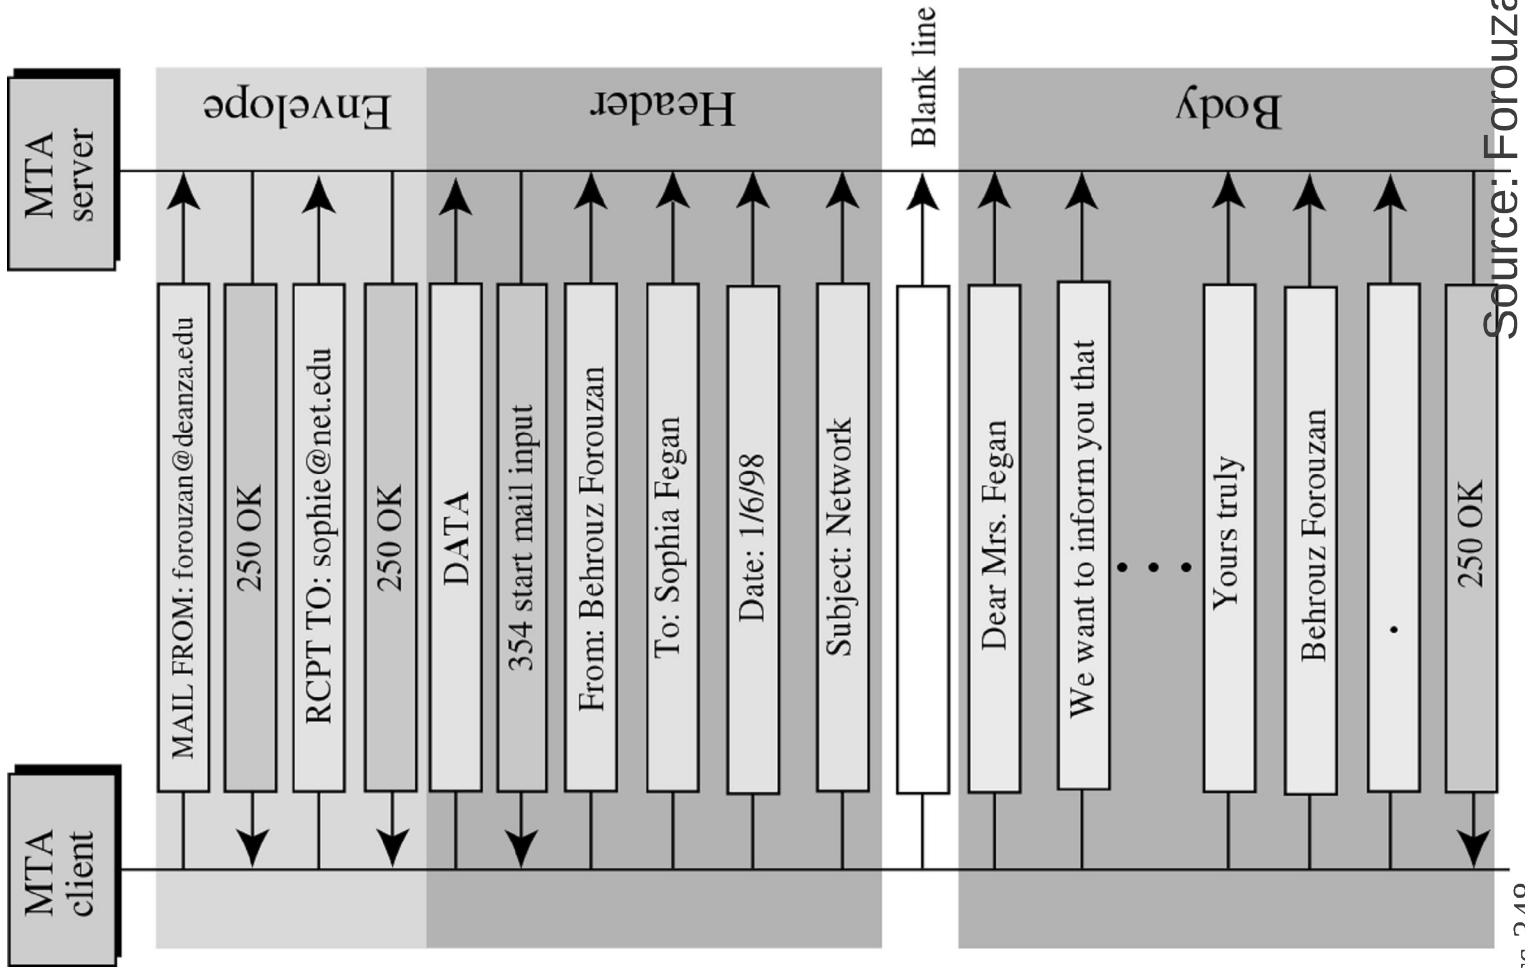 MTA
client
MTA
server
Envelope
MAIL FROM: forouzan@deanza.edu
250 OK
RCPT TO: sophie@net.edu
250 OK
Header
DATA
354 start mail input
From: Behrouz Forouzan
To: Sophia Fegan
Date: 1/6/98
Subject: Network
Blank line
Body
Dear Mrs. Fegan
We want to inform you that
. . .
Yours truly
Behrouz Forouzan
.
250 OK
Source: